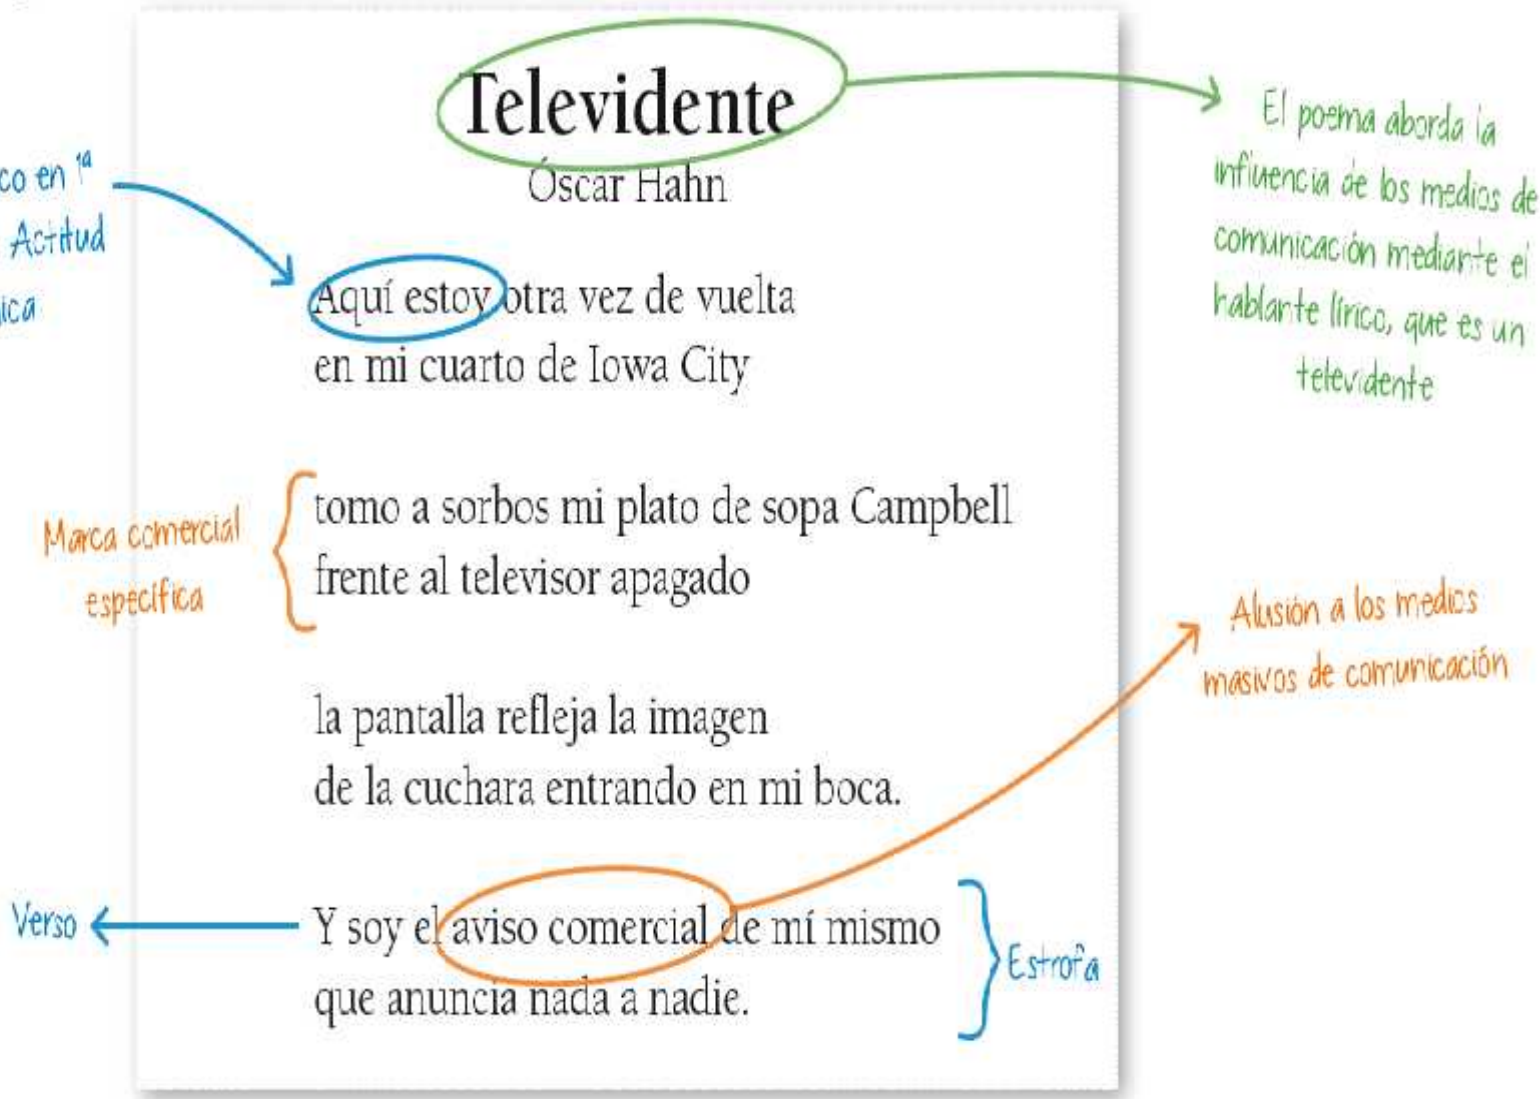 Televidente
Óscar Hahn
Aquí estoy otra vez de vuelta
en mi cuarto de Iowa City
tomo a sorbos mi plato de sopa Campbell
frente al televisor apagado
la pantalla refleja la imagen
de la cuchara entrando en mi boca.
Y soy el aviso comercial de mí mismo
que anuncia nada a nadie.
El poema aborda la
influencia de los medios de
comunicación mediante el
hablante lírico, que es un
televidente
en 1ª
Actitud
Marca comercial
específica
Alusión a los medios
masivos de comunicación
Verso
Estrofa